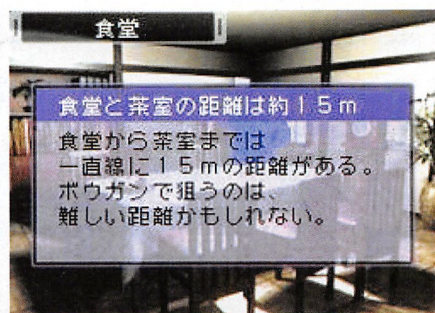 食堂
食堂と茶室の距離は約１５ｍ
食堂から茶室までは
一直線に１５ｍの距離がある。
ボウガンで狙うのは、
難しい距離かもしれない。